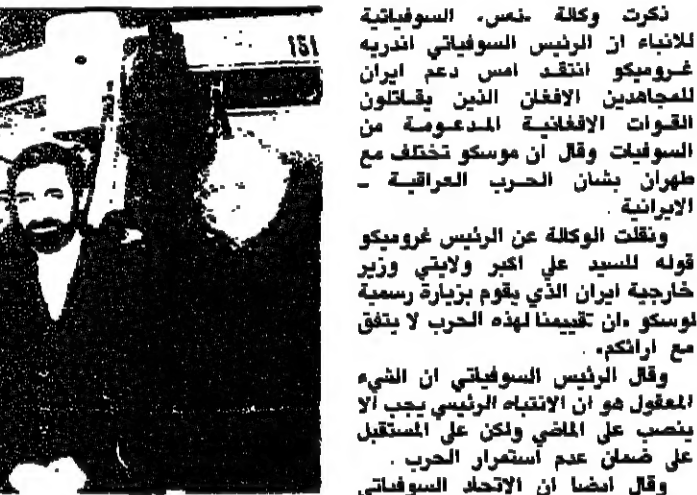 151
ذكرت وكالة «تس» السوفياتية
للانباء ان الرئيس السوفياتي اندريه
غروميكو انتقد امس دعم ايران
للمجاهدين الافغان الذين يقاتلون
القوات الافغانية المدعومة من
السوفيات وقال ان موسكو تختلف مع
طهران بشان الحرب العراقية -
الايرانية .
ونقلت الوكالة عن الرئيس غروميكو
قوله للسيد علي اكبر ولايتي وزير
خارجية ايران الذي يقوم بزيارة رسمية
لموسكو «ان تقييمنا لهذه الحرب لا يتفق
مع ارائكم» .
وقال الرئيس السوفياتي ان الشيء
المعقول هو ان الانتباه الرئيسي يجب الا
ينصب على الماضي ولكن على المستقبل
على ضمان عدم استمرار الحرب .
وقال ايضا ان الاتحاد السوفياتي